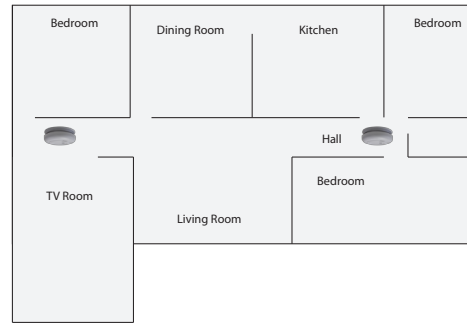 Bedroom
Dining Room
Kitchen
Bedroom
Hall
Bedroom
TV Room
Living Room